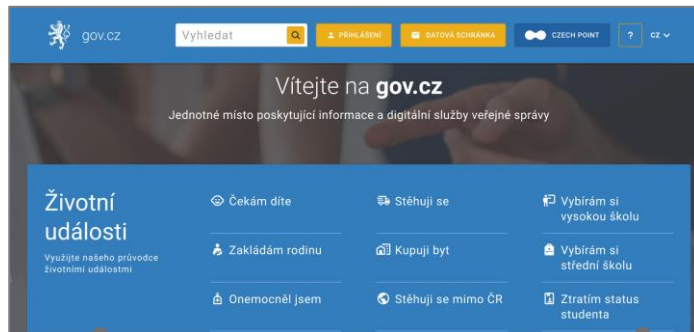 gov.cz
Vyhledat
PŘIHLÁŠENÍ
DATOVÁ SCHRÁNKA
CZECH POINT
?
CZ
Vítejte na gov.cz
Jednotné místo poskytující informace a digitální služby veřejné správy
Životní
události
Využijte našeho průvodce
životními událostmi
Čekám díte
Stěhuji se
Vybírám si
vysokou školu
Zakládám rodinu
Kupuji byt
Vybírám si
střední školu
Onemocněl jsem
Stěhuji se mimo ČR
Ztratím status
studenta